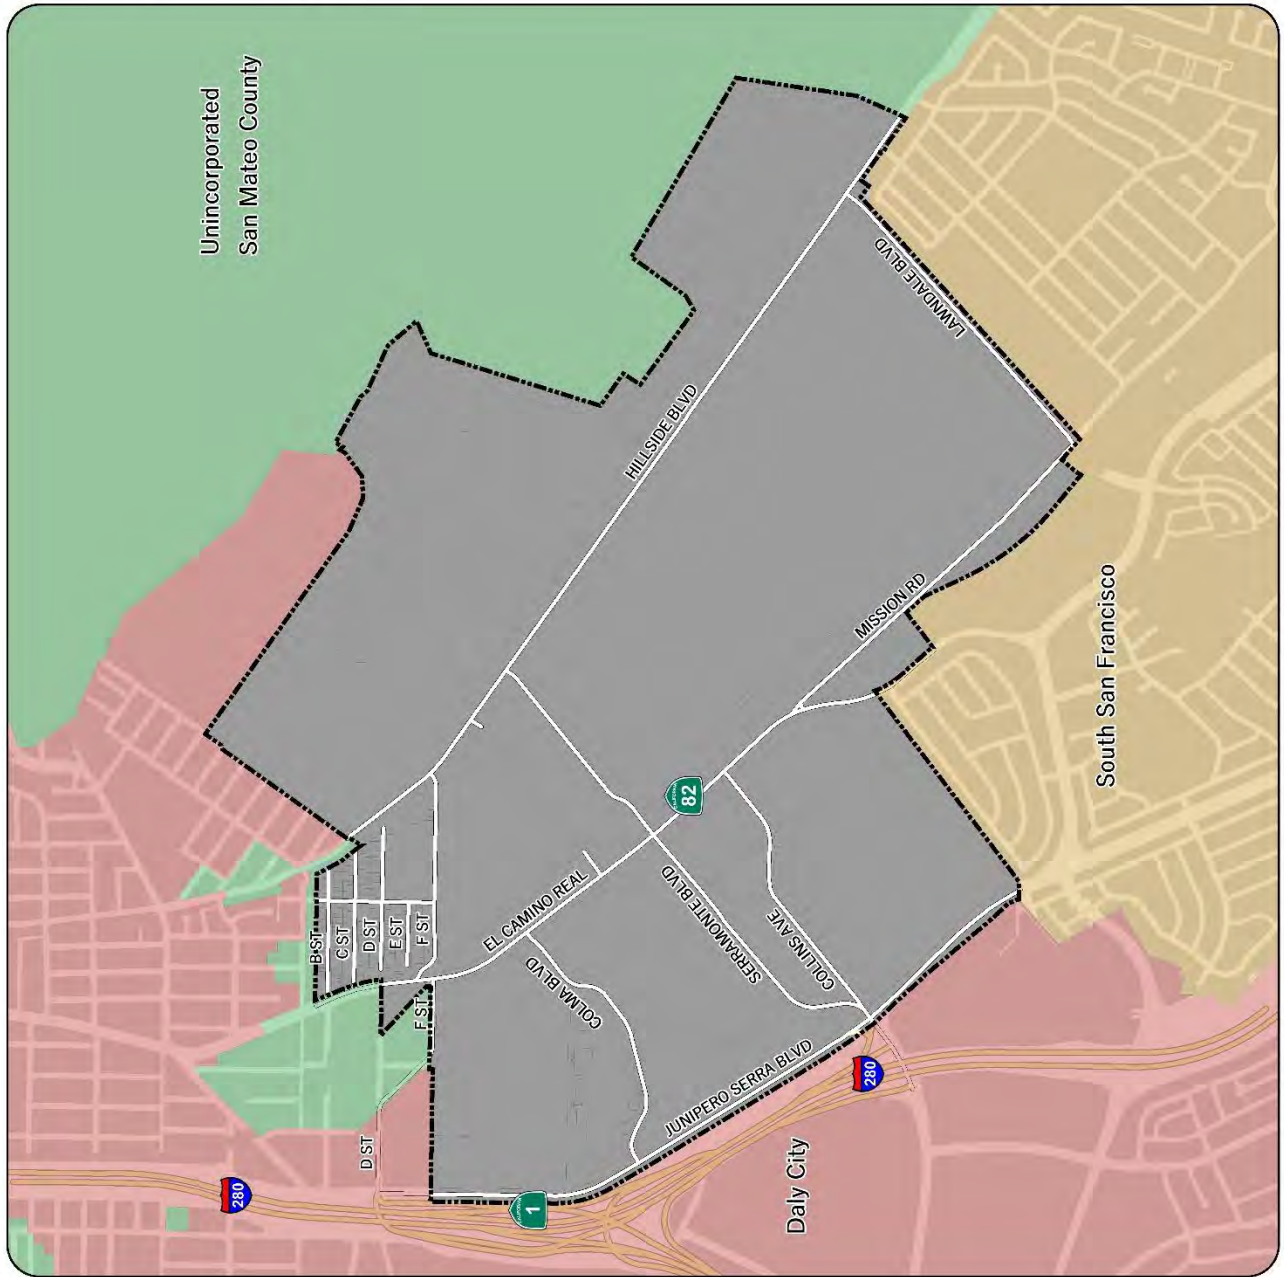 Unincorporated
San Mateo County
HILLSIDE BLVD
LAWNDALE BLVD
MISSION RD
B ST
C ST
D ST
E ST
F ST
EL CAMINO REAL
CALIFORNIA
82
SERRAMONTE BLVD
COLLINS AVE
COLMA BLVD
F ST
JUNIPERO SERRA BLVD
D ST
280
280
CALIFORNIA
1
Daly City
South San Francisco